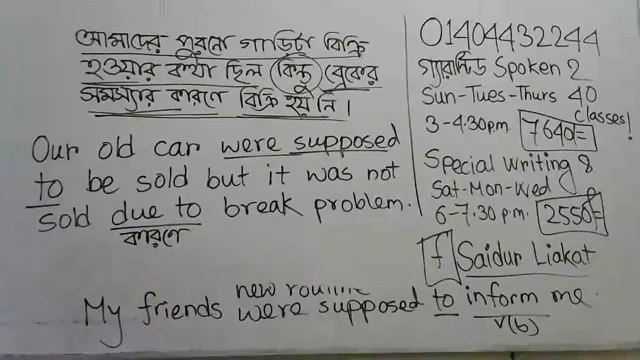 আমাদের পুরনো গাড়িটা বিক্রি
হওয়ার কথা ছিল কিন্তু ব্রেকের
সমস্যার কারণে বিক্রি হয় নি।
Our old car were supposed
to be sold but it was not
sold due to break problem.
কারণে
My friends were supposed to inform me.
new routine
v(b)
01404432244
গ্যারান্টিড Spoken 2
Sun-Tues-Thurs 40
classes!
3-4.30pm 7640/=
Special Writing 8
Sat-Mon-Wed
6-7.30 p.m. 2550/=
f Saidur Liakat